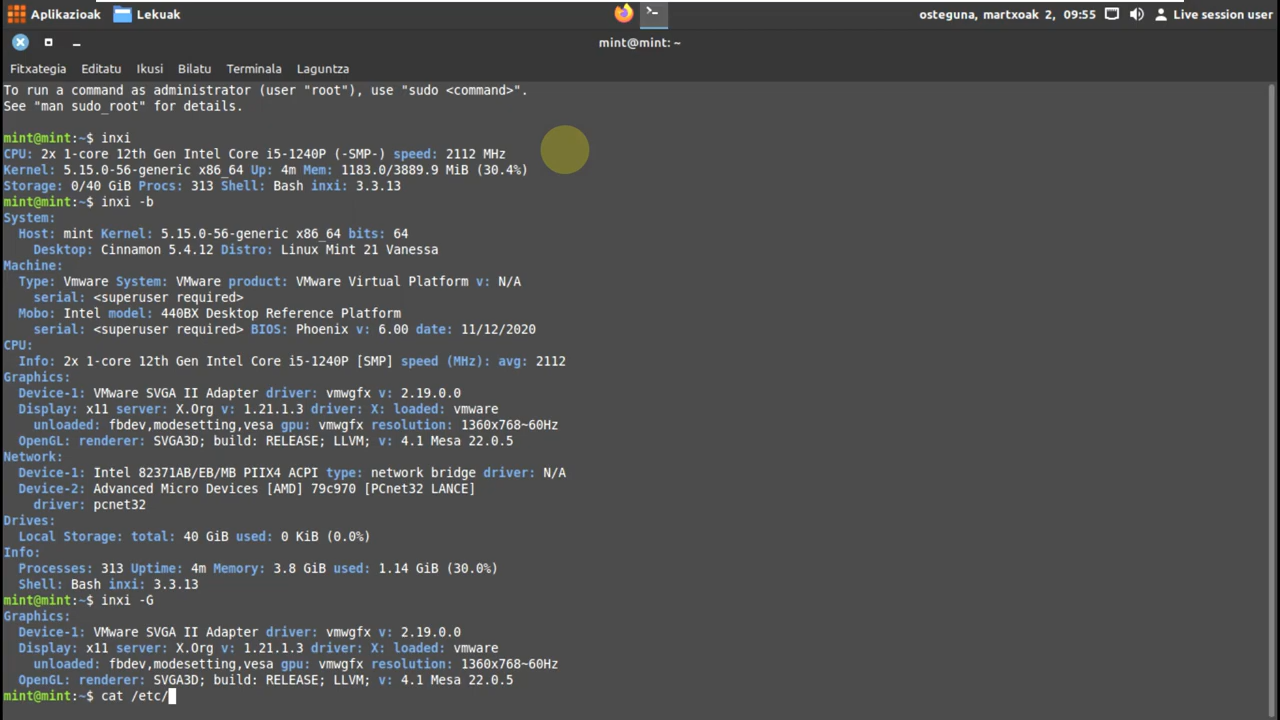 Aplikazioak Lekuak osteguna, martxoak 2, 09:55 Live session user
mint@mint: ~
Fitxategia Editatu Ikusi Bilatu Terminala Laguntza
To run a command as administrator (user "root"), use "sudo <command>".
See "man sudo_root" for details.
mint@mint:~$ inxi
CPU: 2x 1-core 12th Gen Intel Core i5-1240P (-SMP-) speed: 2112 MHz
Kernel: 5.15.0-56-generic x86_64 Up: 4m Mem: 1183.0/3889.9 MiB (30.4%)
Storage: 0/40 GiB Procs: 313 Shell: Bash inxi: 3.3.13
mint@mint:~$ inxi -b
System:
Host: mint Kernel: 5.15.0-56-generic x86_64 bits: 64
Desktop: Cinnamon 5.4.12 Distro: Linux Mint 21 Vanessa
Machine:
Type: Vmware System: VMware product: VMware Virtual Platform v: N/A
serial: <superuser required>
Mobo: Intel model: 440BX Desktop Reference Platform
serial: <superuser required> BIOS: Phoenix v: 6.00 date: 11/12/2020
CPU:
Info: 2x 1-core 12th Gen Intel Core i5-1240P [SMP] speed (MHz): avg: 2112
Graphics:
Device-1: VMware SVGA II Adapter driver: vmwgfx v: 2.19.0.0
Display: x11 server: X.Org v: 1.21.1.3 driver: X: loaded: vmware
unloaded: fbdev,modesetting,vesa gpu: vmwgfx resolution: 1360x768~60Hz
OpenGL: renderer: SVGA3D; build: RELEASE; LLVM; v: 4.1 Mesa 22.0.5
Network:
Device-1: Intel 82371AB/EB/MB PIIX4 ACPI type: network bridge driver: N/A
Device-2: Advanced Micro Devices [AMD] 79c970 [PCnet32 LANCE]
driver: pcnet32
Drives:
Local Storage: total: 40 GiB used: 0 KiB (0.0%)
Info:
Processes: 313 Uptime: 4m Memory: 3.8 GiB used: 1.14 GiB (30.0%)
Shell: Bash inxi: 3.3.13
mint@mint:~$ inxi -G
Graphics:
Device-1: VMware SVGA II Adapter driver: vmwgfx v: 2.19.0.0
Display: x11 server: X.Org v: 1.21.1.3 driver: X: loaded: vmware
unloaded: fbdev,modesetting,vesa gpu: vmwgfx resolution: 1360x768~60Hz
OpenGL: renderer: SVGA3D; build: RELEASE; LLVM; v: 4.1 Mesa 22.0.5
mint@mint:~$ cat /etc/